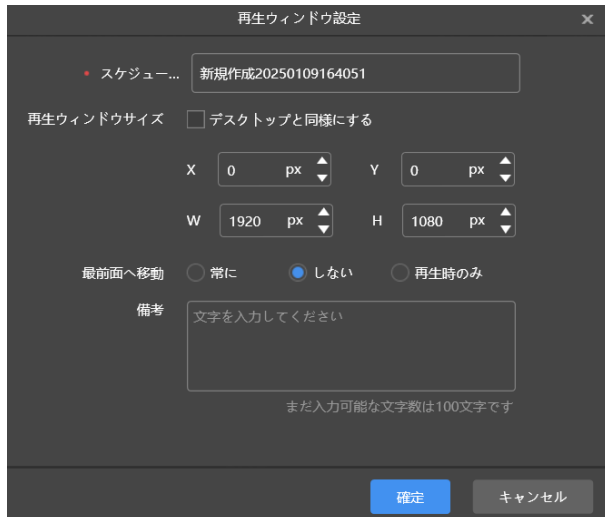 再生ウィンドウ設定
* スケジュー... 新規作成20250109164051
再生ウィンドウサイズ デスクトップと同様にする
X 0 px Y 0 px
W 1920 px H 1080 px
最前面へ移動 常に しない 再生時のみ
備考 文字を入力してください
まだ入力可能な文字数は100文字です
確定 キャンセル